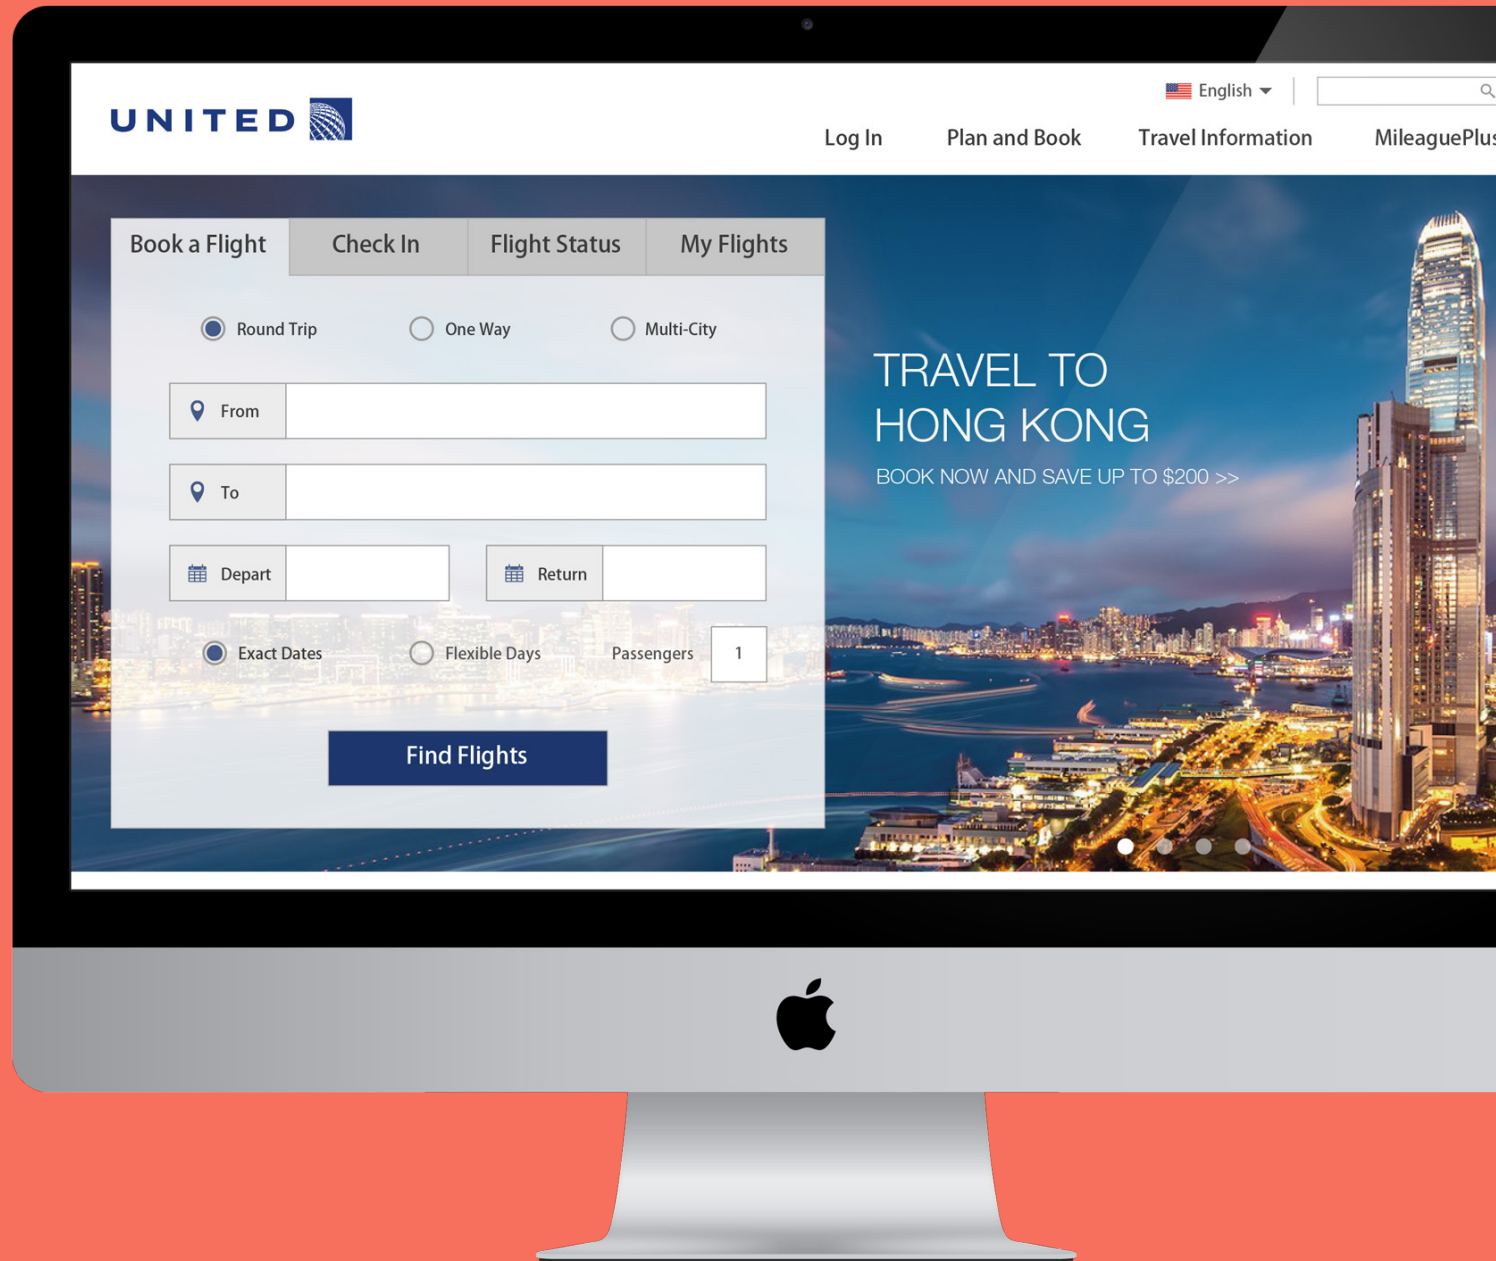 UNITED
English
Log In Plan and Book Travel Information MileaguePlus
Book a Flight Check In Flight Status My Flights
Round Trip One Way Multi-City
From
To
Depart Return
Exact Dates Flexible Days Passengers 1
Find Flights
TRAVEL TO
HONG KONG
BOOK NOW AND SAVE UP TO $200 >>